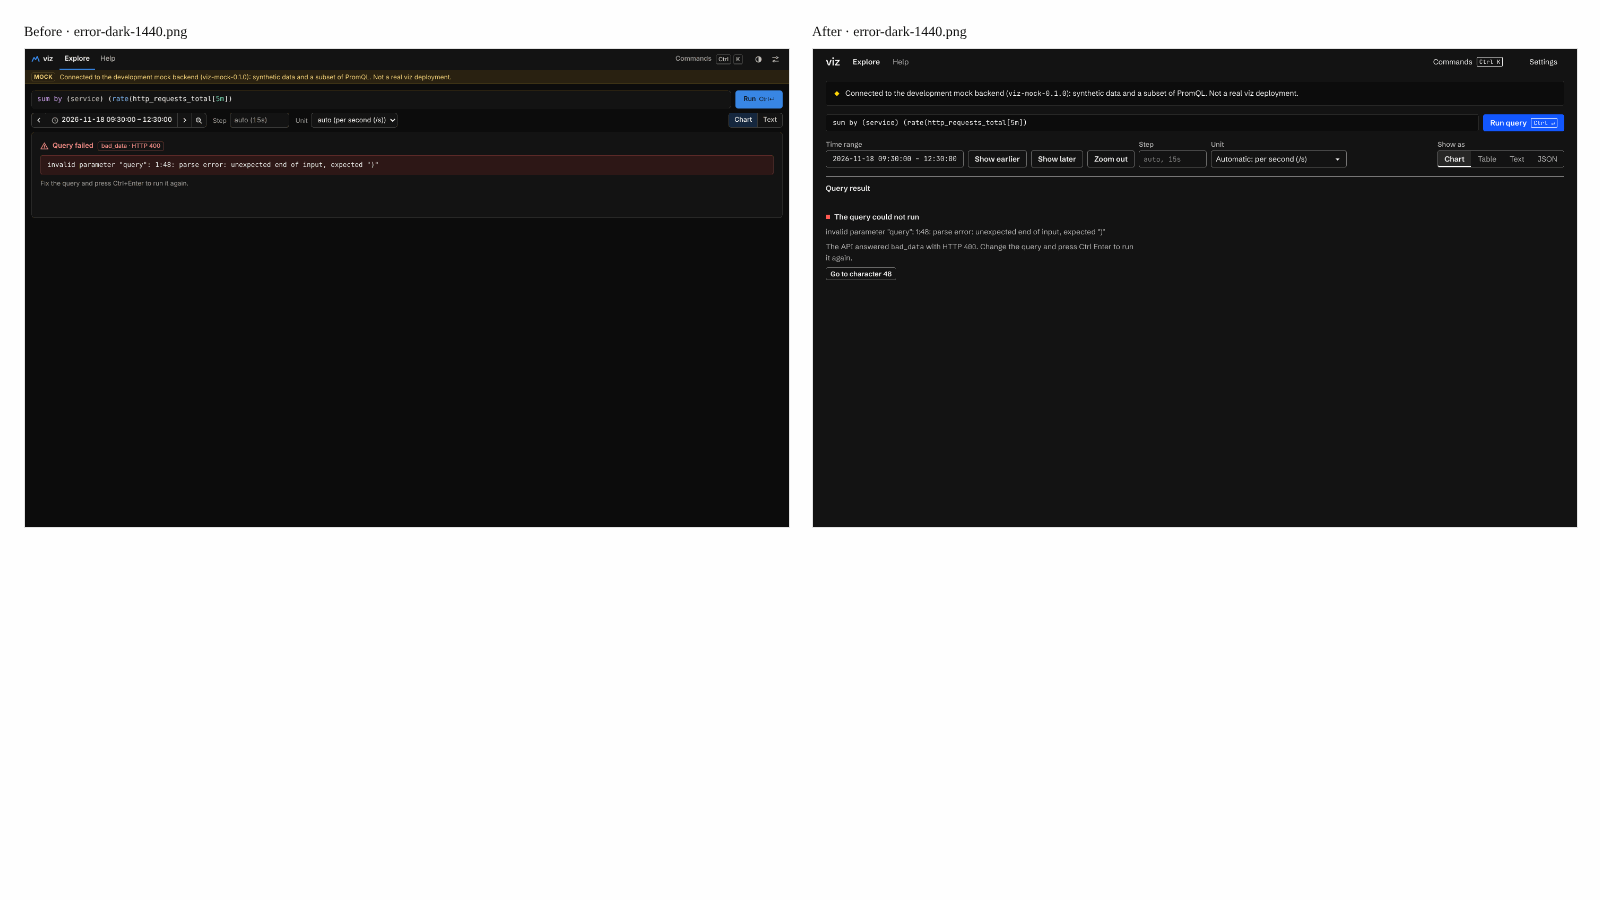 Before · error-dark-1440.png
viz Explore Help Commands Ctrl K
MOCK Connected to the development mock backend (viz-mock-0.1.0): synthetic data and a subset of PromQL. Not a real viz deployment.
sum by (service) (rate(http_requests_total[5m]) Run Ctrl+↵
2026-11-18 09:30:00 – 12:30:00 Step auto (15s) Unit auto (per second (/s)) Chart Text
Query failed bad_data · HTTP 400
invalid parameter "query": 1:48: parse error: unexpected end of input, expected ")"
Fix the query and press Ctrl+Enter to run it again.
After · error-dark-1440.png
viz Explore Help Commands Ctrl K Settings
Connected to the development mock backend (viz-mock-0.1.0): synthetic data and a subset of PromQL. Not a real viz deployment.
sum by (service) (rate(http_requests_total[5m]) Run query Ctrl ↵
Time range Step Unit Show as
2026-11-18 09:30:00 – 12:30:00 Show earlier Show later Zoom out auto, 15s Automatic: per second (/s) Chart Table Text JSON
Query result
The query could not run
invalid parameter "query": 1:48: parse error: unexpected end of input, expected ")"
The API answered bad_data with HTTP 400. Change the query and press Ctrl Enter to run
it again.
Go to character 48